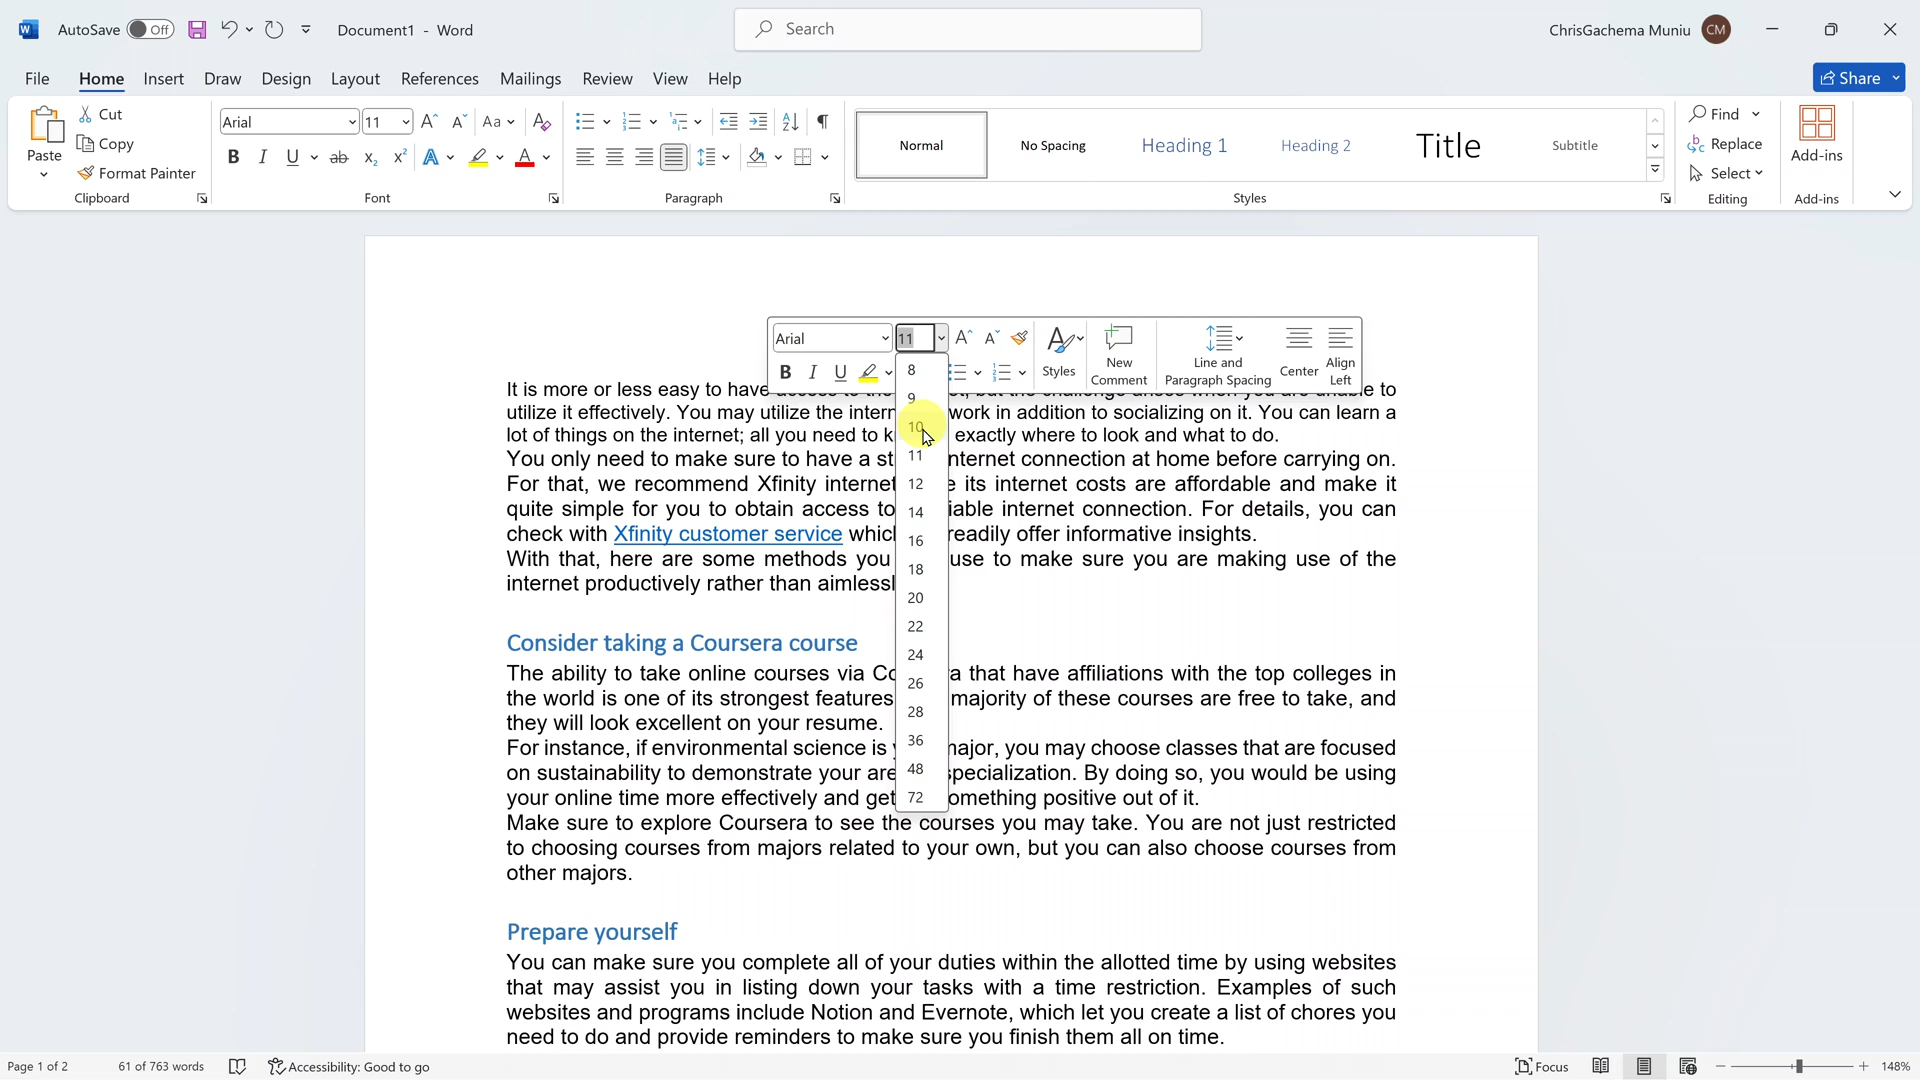 AutoSave Off Document1 - Word Search ChrisGachema Muniu CM
File Home Insert Draw Design Layout References Mailings Review View Help Share
Paste Cut Copy Format Painter Clipboard
Arial 11 Aa B I U ab x₂ x² A A Font
Paragraph
Normal No Spacing Heading 1 Heading 2 Title Subtitle Styles
Find Replace Select Editing
Add-ins Add-ins
Arial 11 B I U Styles New Comment Line and Paragraph Spacing Center Align Left
8
9
10
11
12
14
16
18
20
22
24
26
28
36
48
72
It is more or less easy to have to
utilize it effectively. You may utilize the work in addition to socializing on it. You can learn a
lot of things on the internet; all you need to exactly where to look and what to do.
You only need to make sure to have a connection at home before carrying on.
For that, we recommend Xfinity internet its internet costs are affordable and make it
quite simple for you to obtain access to internet connection. For details, you can
check with Xfinity customer service readily offer informative insights.
With that, here are some methods you use to make sure you are making use of the
internet productively rather than
Consider taking a Coursera course
The ability to take online courses via that have affiliations with the top colleges in
the world is one of its strongest features majority of these courses are free to take, and
they will look excellent on your resume.
For instance, if environmental science is you may choose classes that are focused
on sustainability to demonstrate your specialization. By doing so, you would be using
your online time more effectively and get something positive out of it.
Make sure to explore Coursera to see the courses you may take. You are not just restricted
to choosing courses from majors related to your own, but you can also choose courses from
other majors.
Prepare yourself
You can make sure you complete all of your duties within the allotted time by using websites
that may assist you in listing down your tasks with a time restriction. Examples of such
websites and programs include Notion and Evernote, which let you create a list of chores you
need to do and provide reminders to make sure you finish them all on time.
Page 1 of 2 61 of 763 words Accessibility: Good to go Focus 148%